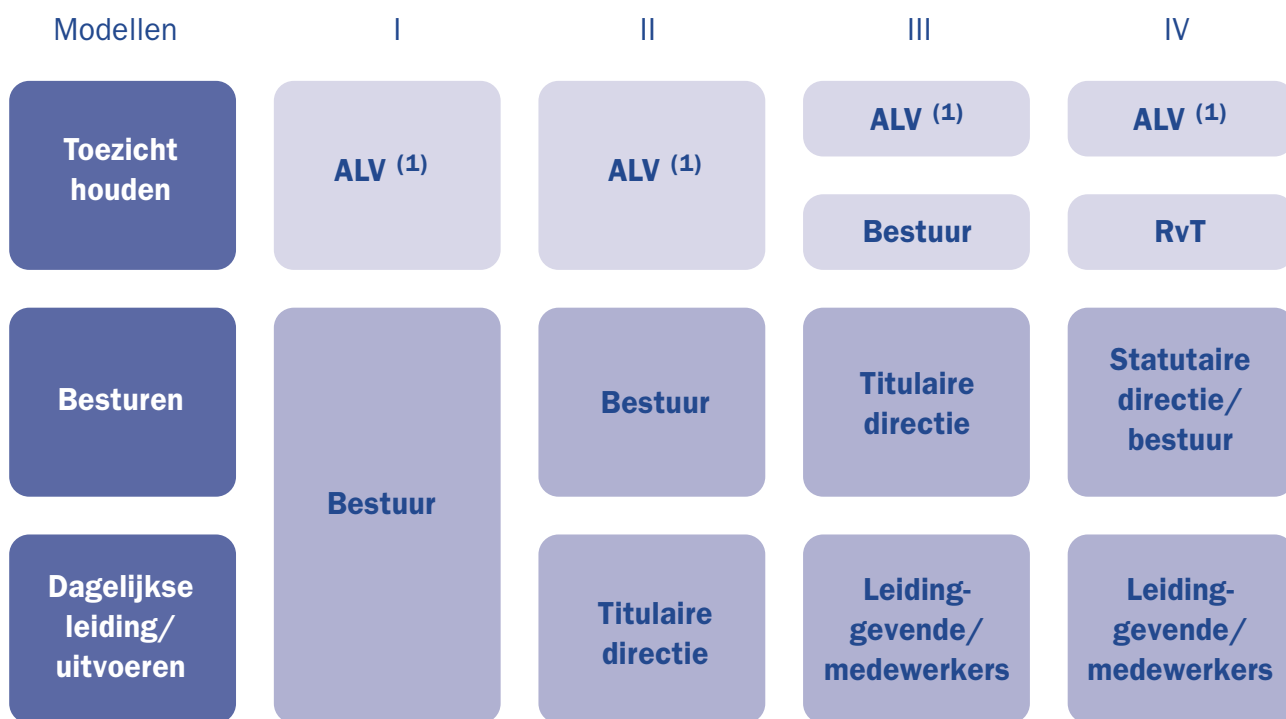 Modellen I II III IV
Toezicht
houden
ALV (1)
ALV (1)
ALV (1)
Bestuur
ALV (1)
RvT
Besturen
Bestuur
Bestuur
Titulaire
directie
Statutaire
directie/
bestuur
Dagelijkse
leiding/
uitvoeren
Titulaire
directie
Leiding-
gevende/
medewerkers
Leiding-
gevende/
medewerkers